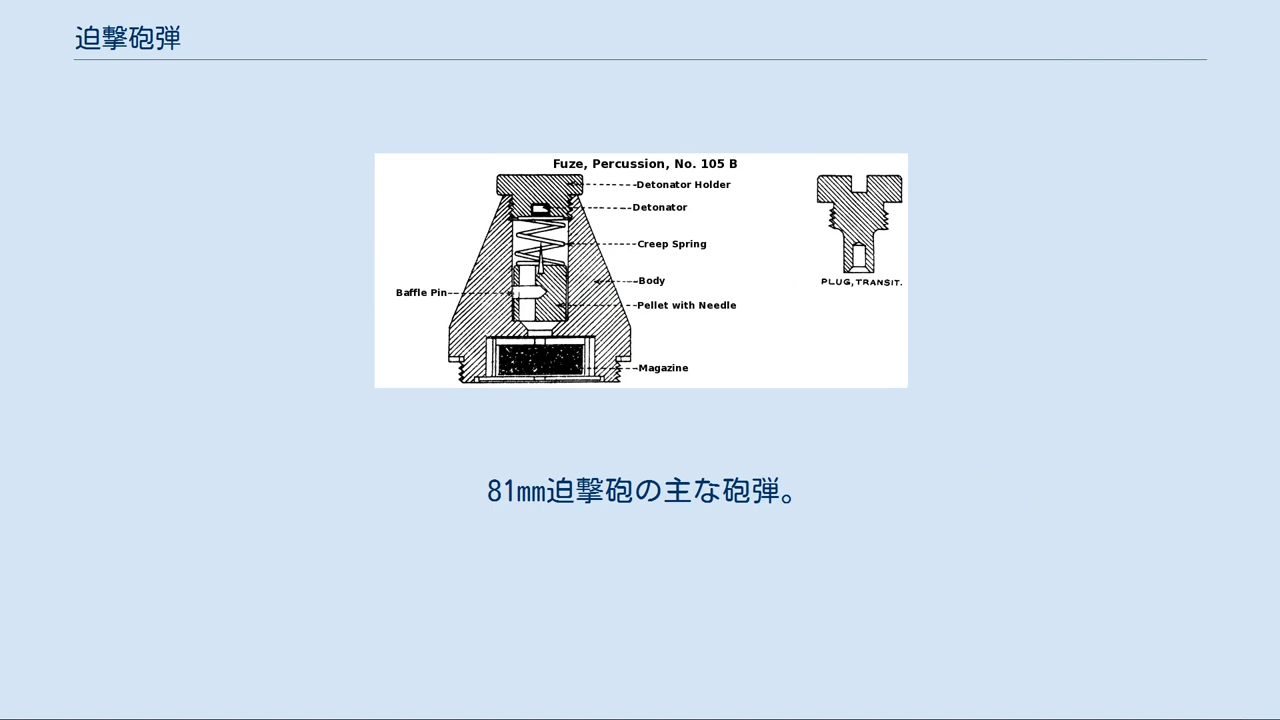 迫撃砲弾
Fuze, Percussion, No. 105 B
Detonator Holder
Detonator
Creep Spring
Body
Baffle Pin
Pellet with Needle
Magazine
PLUG, TRANSIT.
81mm迫撃砲の主な砲弾。